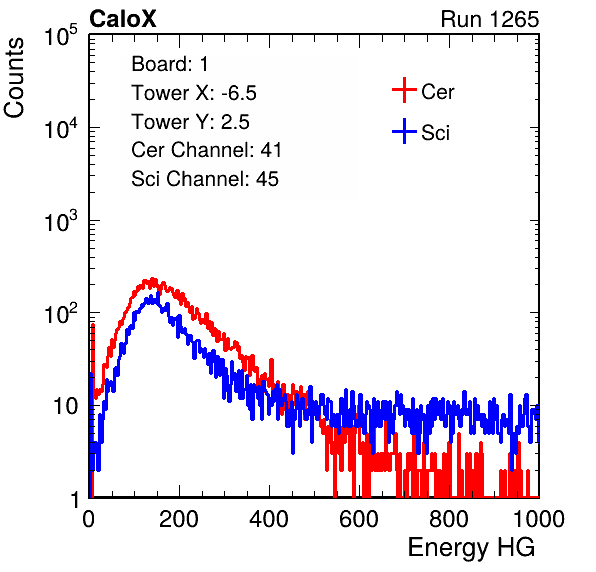 CaloX
Run 1265
Counts
10^5
10^4
10^3
10^2
10
1
Board: 1
Tower X: -6.5
Tower Y: 2.5
Cer Channel: 41
Sci Channel: 45
Cer
Sci
0 200 400 600 800 1000
Energy HG